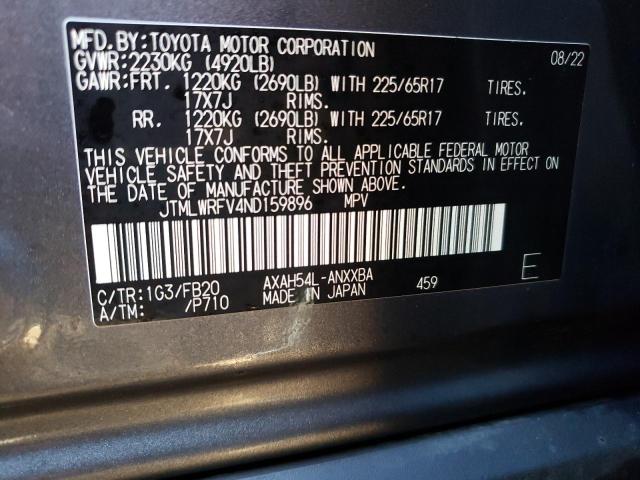 MFD.BY:TOYOTA MOTOR CORPORATION 08/22
GVWR:2230KG (4920LB)
GAWR:FRT. 1220KG (2690LB) WITH 225/65R17 TIRES.
17X7J RIMS.
RR. 1220KG (2690LB) WITH 225/65R17 TIRES.
17X7J RIMS.
THIS VEHICLE CONFORMS TO ALL APPLICABLE FEDERAL MOTOR
VEHICLE SAFETY AND THEFT PREVENTION STANDARDS IN EFFECT ON
THE DATE OF MANUFACTURE SHOWN ABOVE.
JTMLWRFV4ND159896 MPV
C/TR:1G3/FB20 AXAH54L-ANXXBA 459 E
A/TM: /P710 MADE IN JAPAN